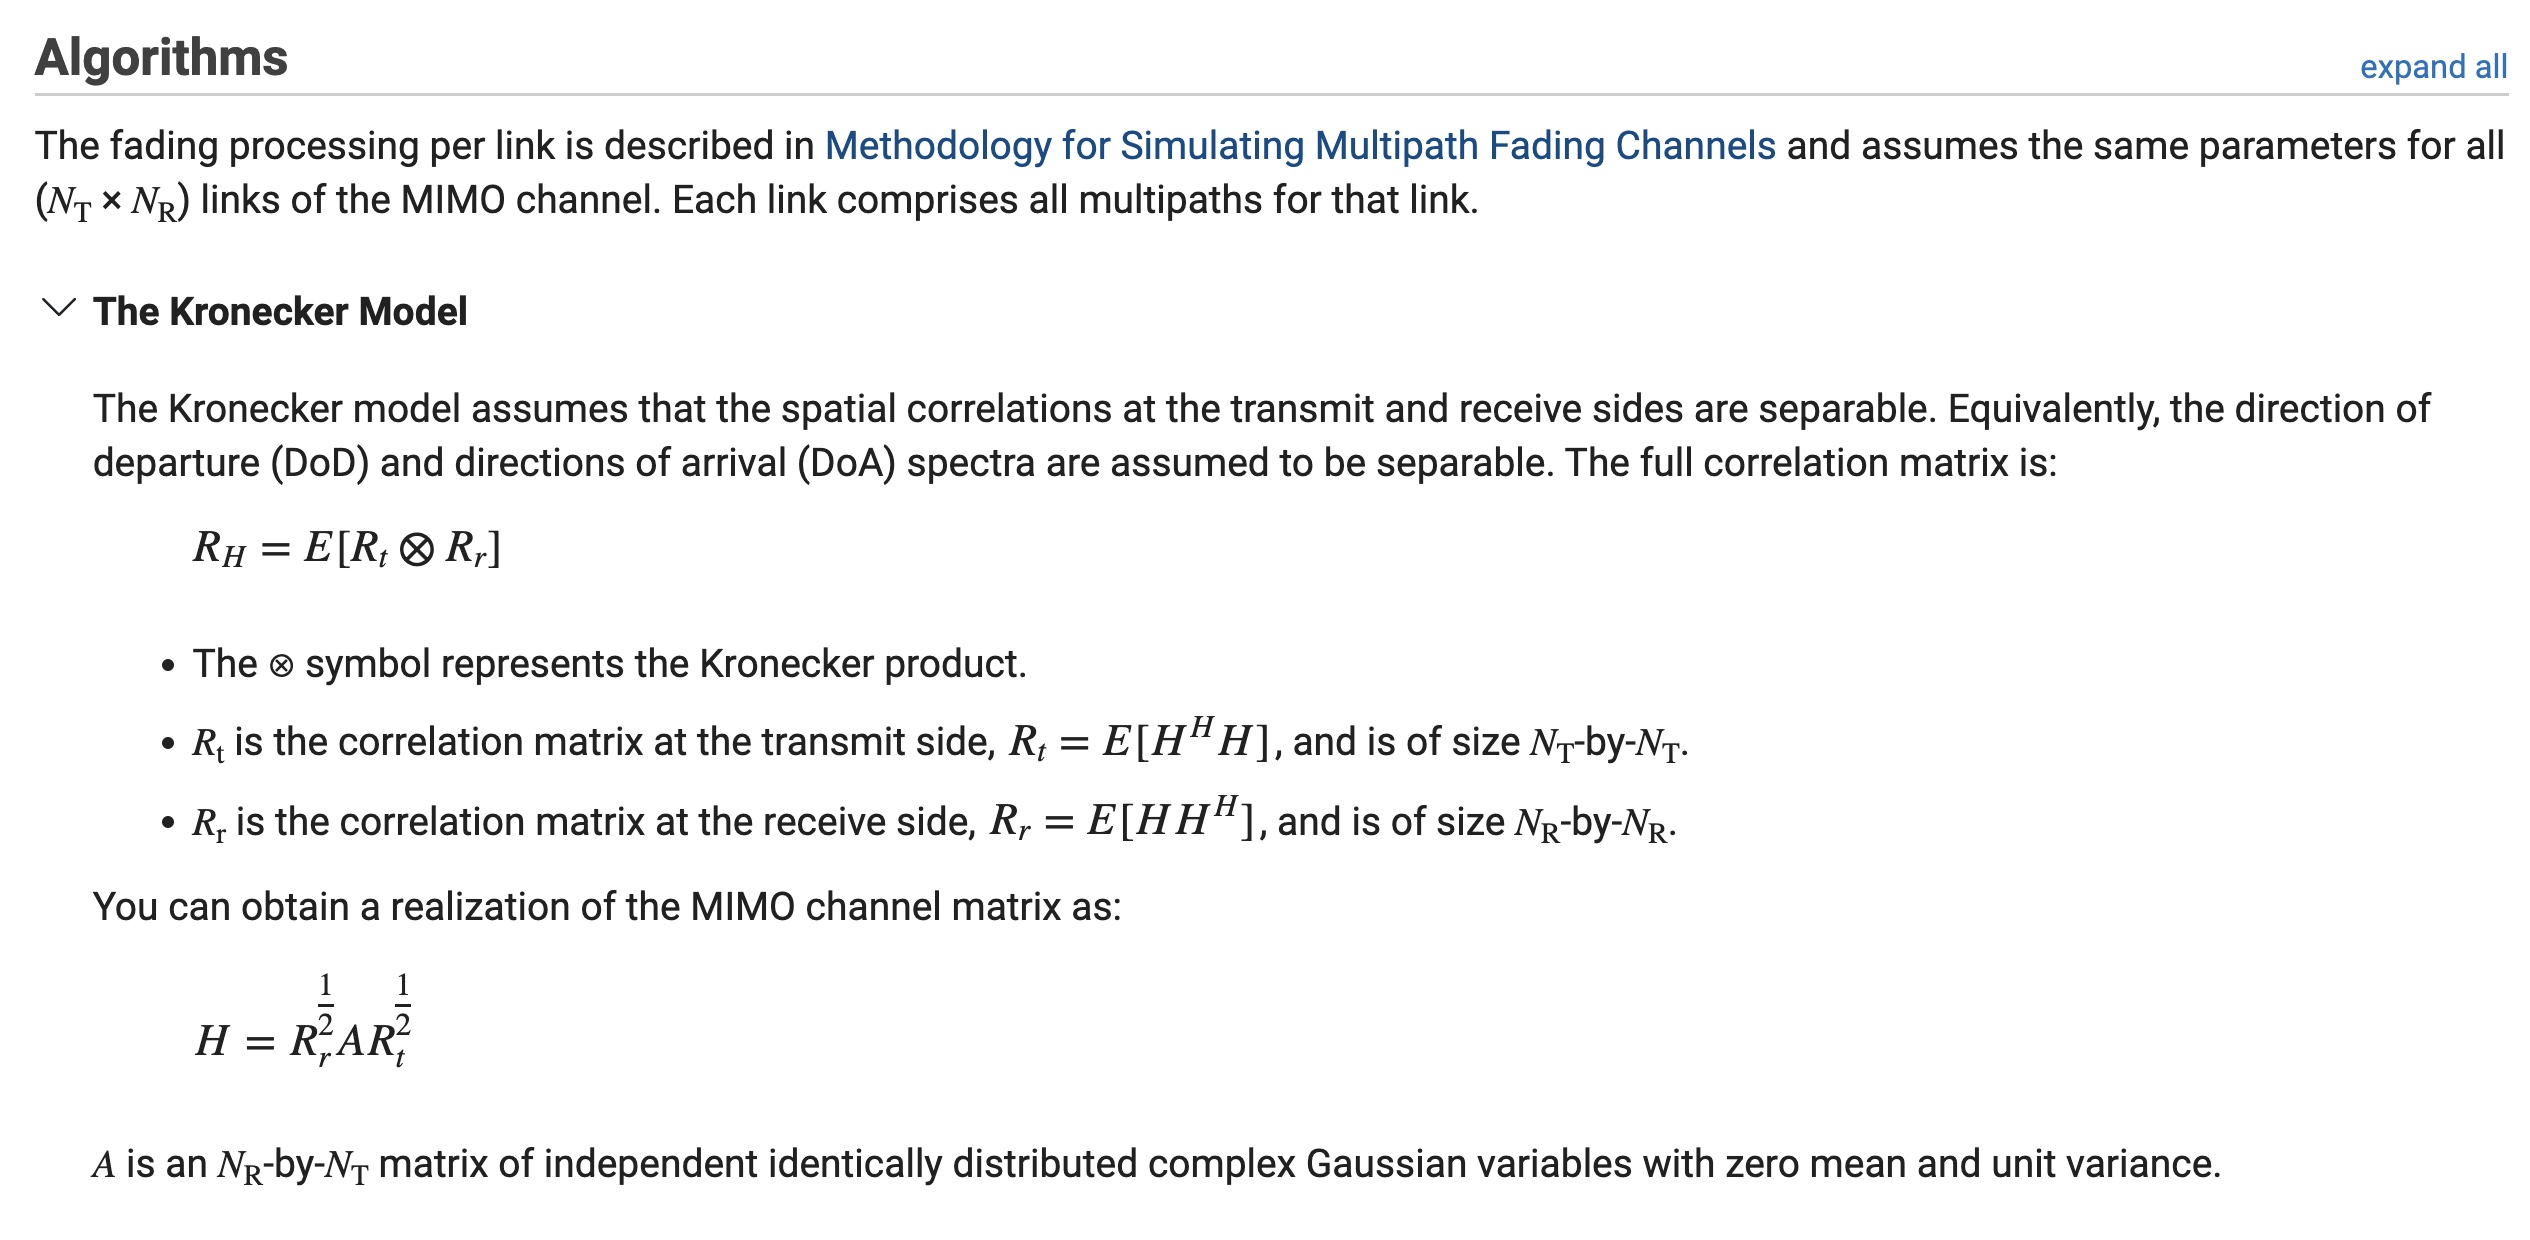 Algorithms
expand all
The fading processing per link is described in Methodology for Simulating Multipath Fading Channels and assumes the same parameters for all
(N_T × N_R) links of the MIMO channel. Each link comprises all multipaths for that link.
The Kronecker Model
The Kronecker model assumes that the spatial correlations at the transmit and receive sides are separable. Equivalently, the direction of
departure (DoD) and directions of arrival (DoA) spectra are assumed to be separable. The full correlation matrix is:
R_H = E[R_t ⊗ R_r]
• The ⊗ symbol represents the Kronecker product.
• R_t is the correlation matrix at the transmit side, R_t = E[H^H H], and is of size N_T-by-N_T.
• R_r is the correlation matrix at the receive side, R_r = E[HH^H], and is of size N_R-by-N_R.
You can obtain a realization of the MIMO channel matrix as:
H = R_r^{1/2} A R_t^{1/2}
A is an N_R-by-N_T matrix of independent identically distributed complex Gaussian variables with zero mean and unit variance.